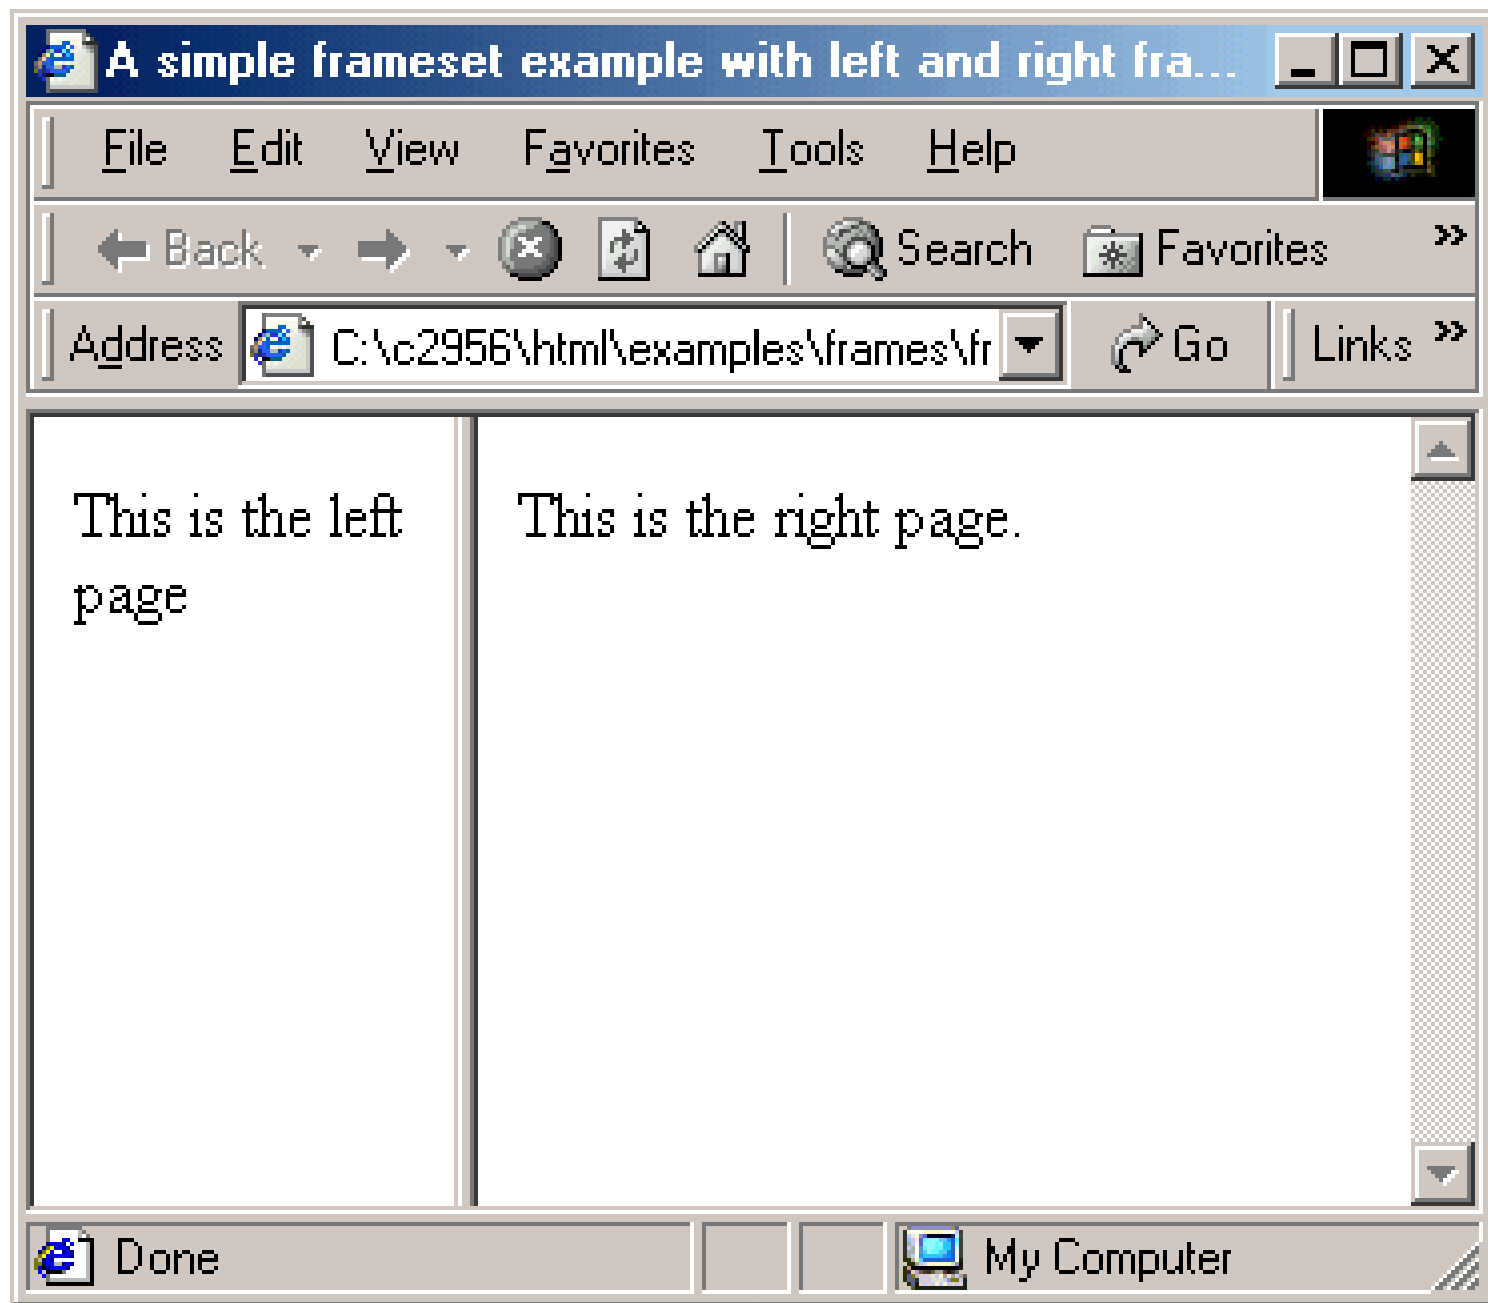 A simple frameset example with left and right fra...
File Edit View Favorites Tools Help
Back Search Favorites »
Address C:\c2956\html\examples\frames\fr Go Links »
This is the left
page
This is the right page.
Done My Computer